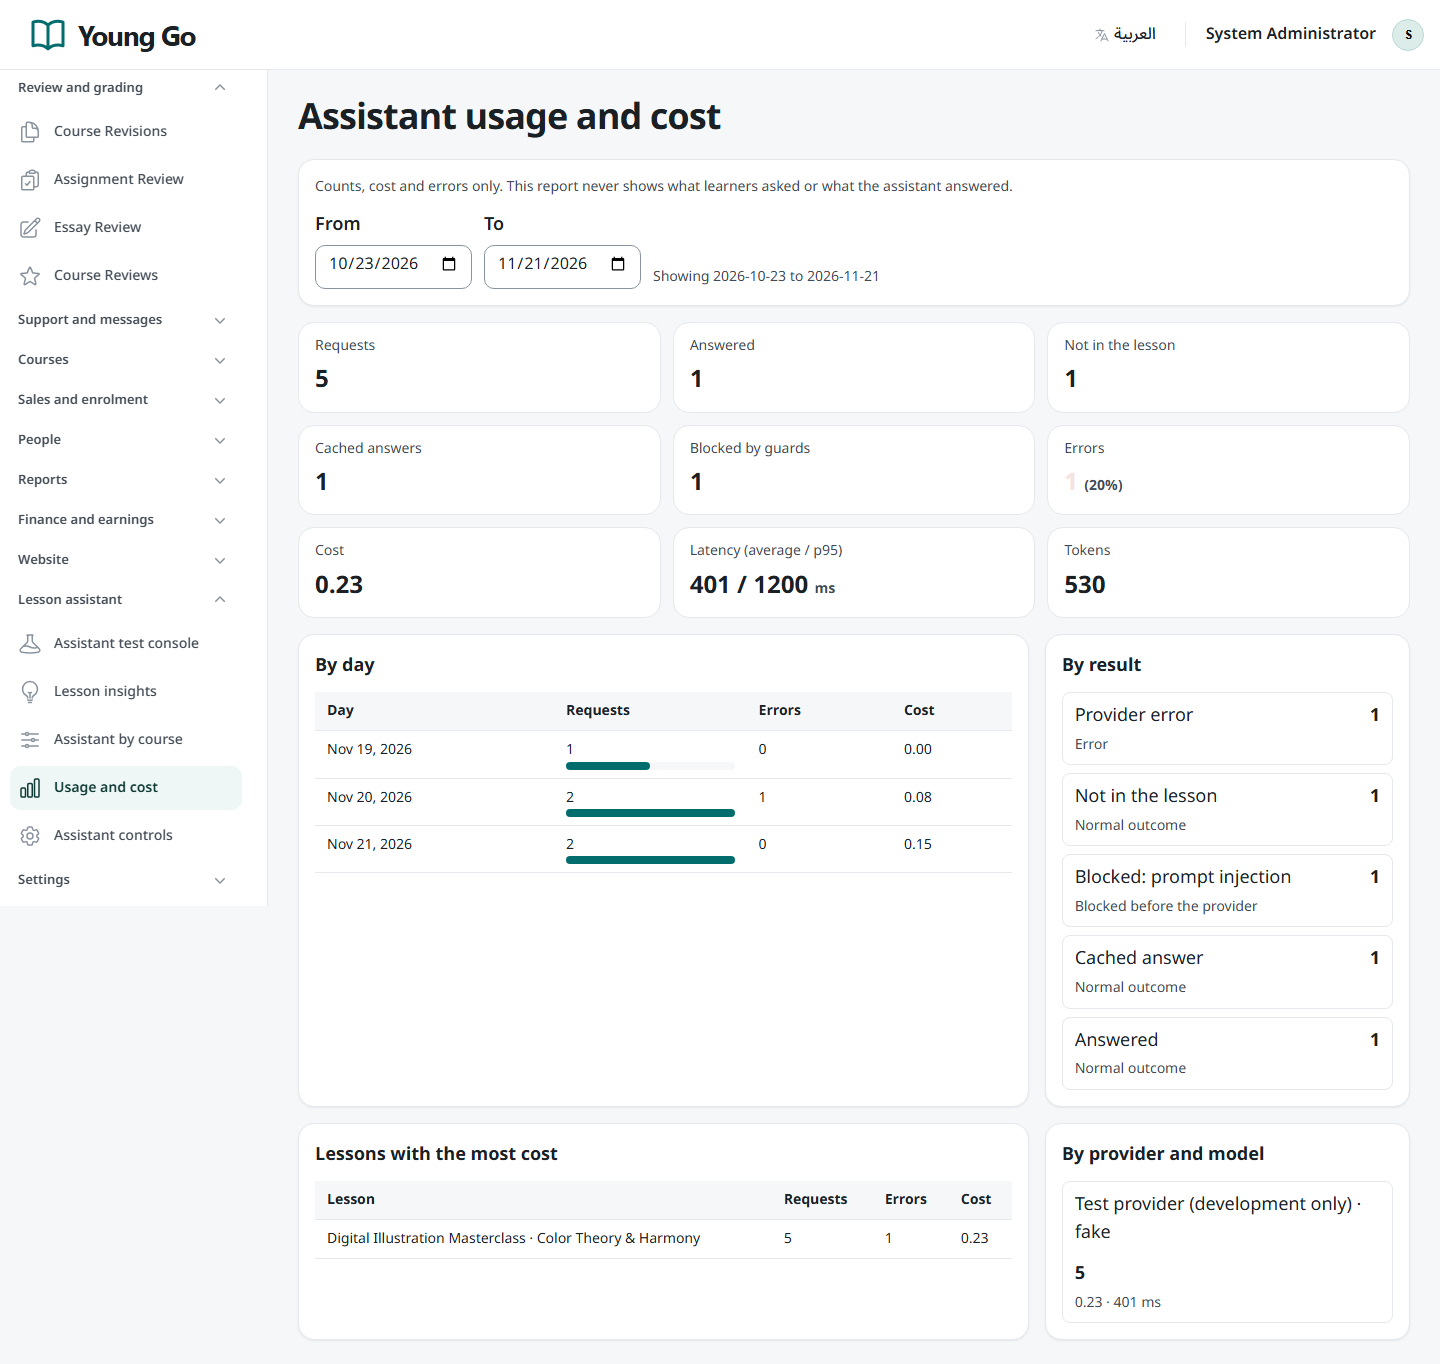 Young Go
العربية
System Administrator
S
Review and grading
Course Revisions
Assignment Review
Essay Review
Course Reviews
Support and messages
Courses
Sales and enrolment
People
Reports
Finance and earnings
Website
Lesson assistant
Assistant test console
Lesson insights
Assistant by course
Usage and cost
Assistant controls
Settings
Assistant usage and cost
Counts, cost and errors only. This report never shows what learners asked or what the assistant answered.
From
To
10/23/2026
11/21/2026
Showing 2026-10-23 to 2026-11-21
Requests
5
Answered
1
Not in the lesson
1
Cached answers
1
Blocked by guards
1
Errors
1 (20%)
Cost
0.23
Latency (average / p95)
401 / 1200 ms
Tokens
530
By day
Day Requests Errors Cost
Nov 19, 2026 1 0 0.00
Nov 20, 2026 2 1 0.08
Nov 21, 2026 2 0 0.15
By result
Provider error 1
Error
Not in the lesson 1
Normal outcome
Blocked: prompt injection 1
Blocked before the provider
Cached answer 1
Normal outcome
Answered 1
Normal outcome
Lessons with the most cost
Lesson Requests Errors Cost
Digital Illustration Masterclass · Color Theory & Harmony 5 1 0.23
By provider and model
Test provider (development only) ·
fake
5
0.23 · 401 ms